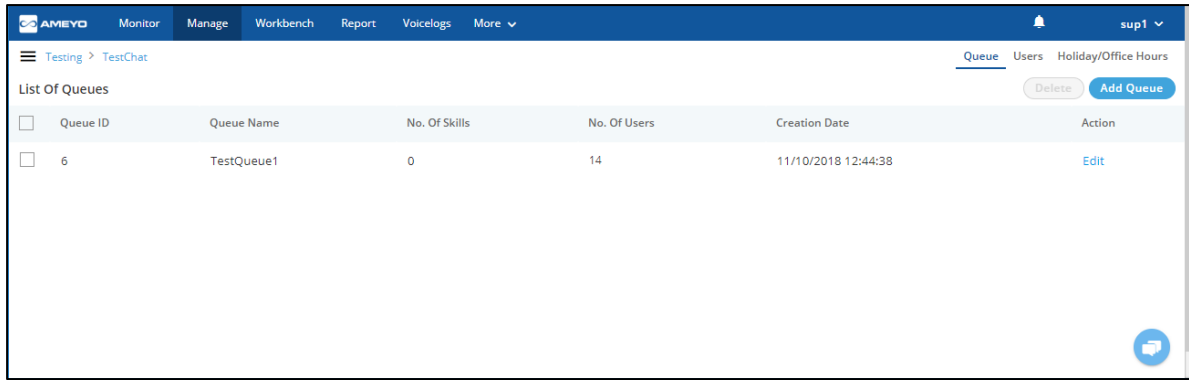 AMEYO Monitor Manage Workbench Report Voicelogs More sup1
Testing > TestChat Queue Users Holiday/Office Hours
List Of Queues Delete Add Queue
Queue ID Queue Name No. Of Skills No. Of Users Creation Date Action
6 TestQueue1 0 14 11/10/2018 12:44:38 Edit